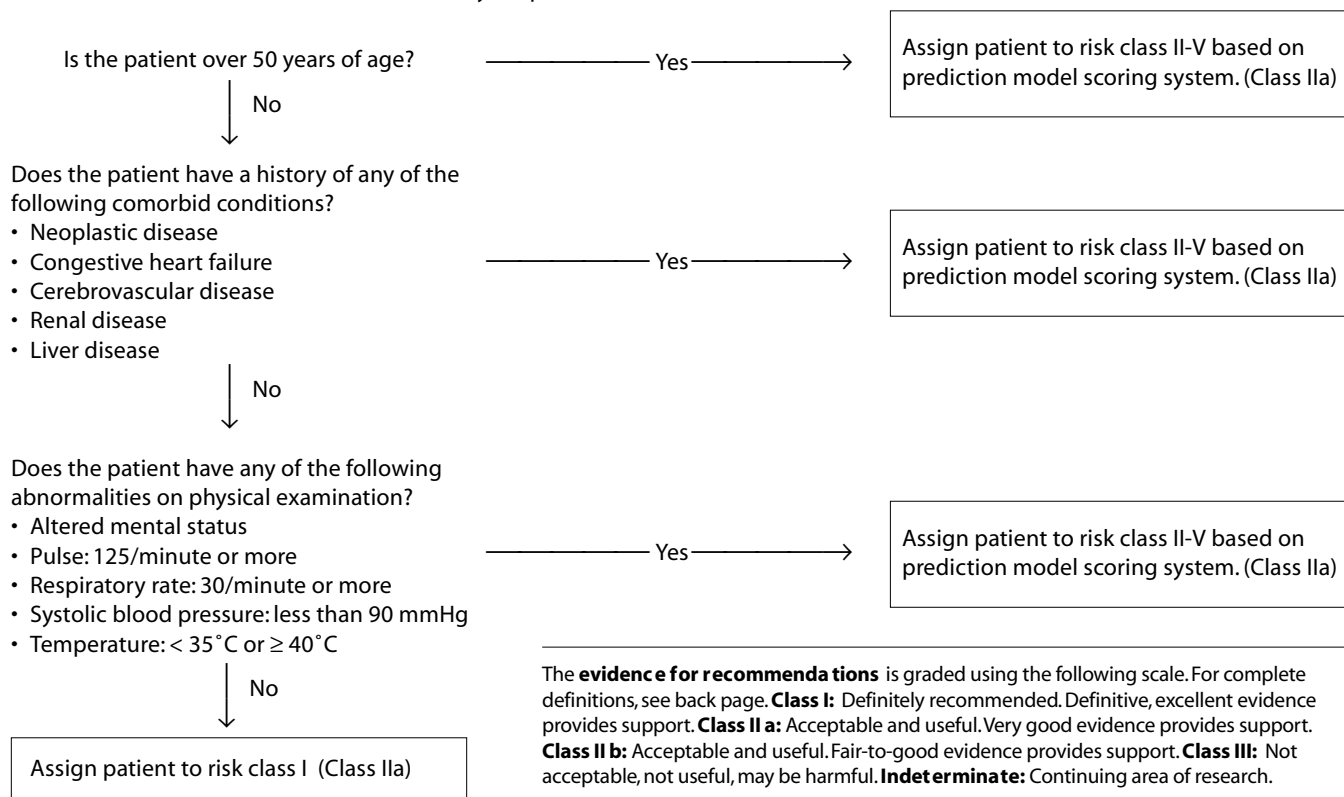 Is the patient over 50 years of age?
Yes
Assign patient to risk class II-V based on
prediction model scoring system. (Class IIa)
No
Does the patient have a history of any of the
following comorbid conditions?
• Neoplastic disease
• Congestive heart failure
• Cerebrovascular disease
• Renal disease
• Liver disease
Yes
Assign patient to risk class II-V based on
prediction model scoring system. (Class IIa)
No
Does the patient have any of the following
abnormalities on physical examination?
• Altered mental status
• Pulse: 125/minute or more
• Respiratory rate: 30/minute or more
• Systolic blood pressure: less than 90 mmHg
• Temperature: < 35˚C or ≥ 40˚C
Yes
Assign patient to risk class II-V based on
prediction model scoring system. (Class IIa)
No
Assign patient to risk class I (Class IIa)
The evidence for recommendations is graded using the following scale. For complete
definitions, see back page. Class I: Definitely recommended. Definitive, excellent evidence
provides support. Class II a: Acceptable and useful. Very good evidence provides support.
Class II b: Acceptable and useful. Fair-to-good evidence provides support. Class III: Not
acceptable, not useful, may be harmful. Indeterminate: Continuing area of research.